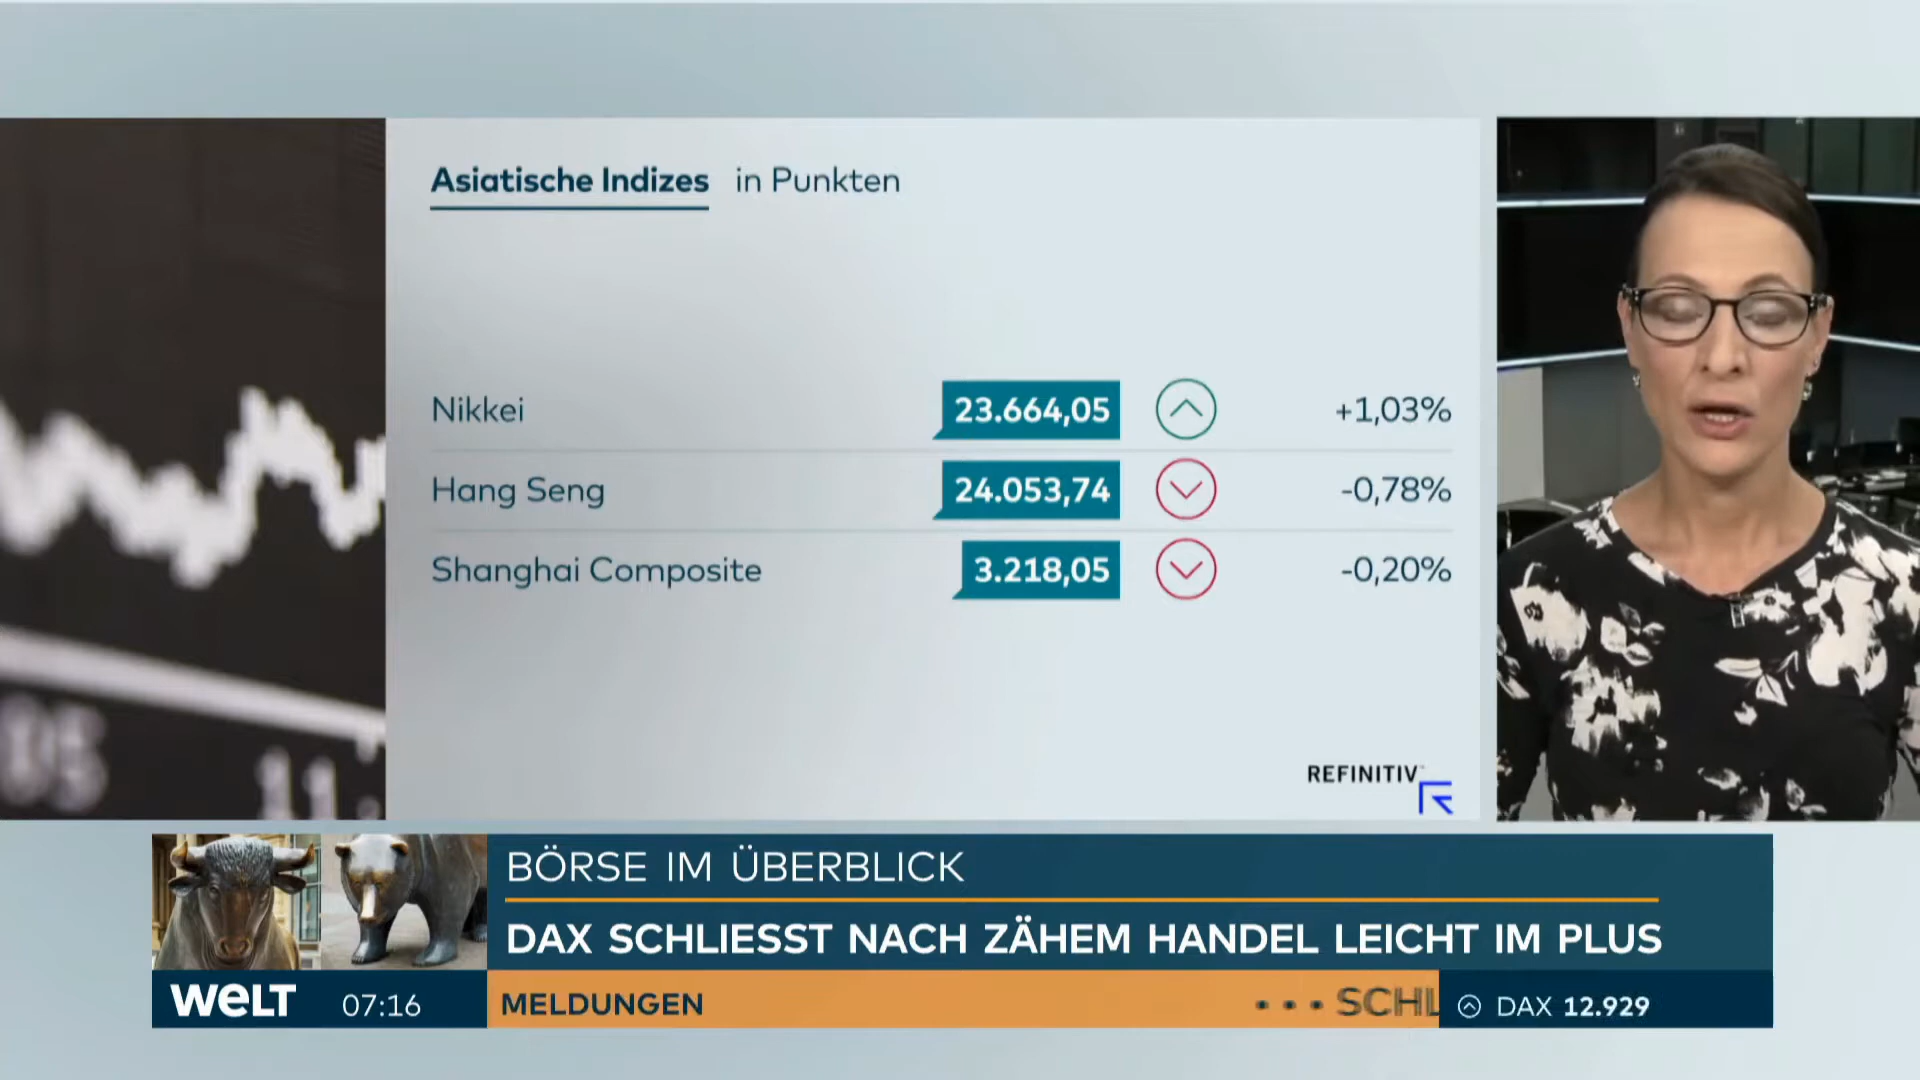 Asiatische Indizes in Punkten
Nikkei 23.664,05 +1,03%
Hang Seng 24.053,74 -0,78%
Shanghai Composite 3.218,05 -0,20%
REFINITIV
BÖRSE IM ÜBERBLICK
DAX SCHLIESST NACH ZÄHEM HANDEL LEICHT IM PLUS
WELT 07:16 MELDUNGEN • • • SCHL DAX 12.929